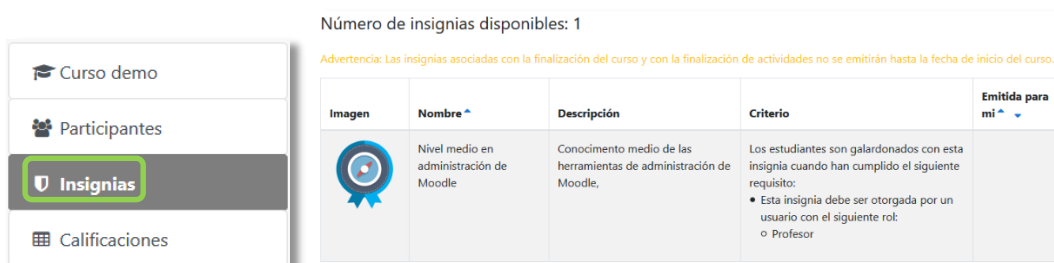 Curso demo
Participantes
Insignias
Calificaciones
Número de insignias disponibles: 1
Advertencia: Las insignias asociadas con la finalización del curso y con la finalización de actividades no se emitirán hasta la fecha de inicio del curso.
Imagen
Nombre
Descripción
Criterio
Emitida para
mi
Nivel medio en
administración de
Moodle
Conocimento medio de las
herramientas de administración de
Moodle,
Los estudiantes son galardonados con esta
insignia cuando han cumplido el siguiente
requisito:
• Esta insignia debe ser otorgada por un
usuario con el siguiente rol:
○ Profesor